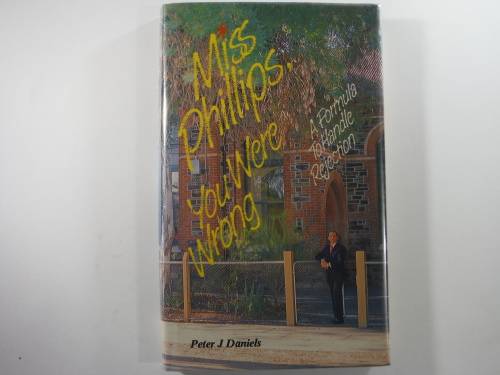 Miss
Phillips,
You Were
Wrong
A Formula
To Handle
Rejection
Peter J Daniels